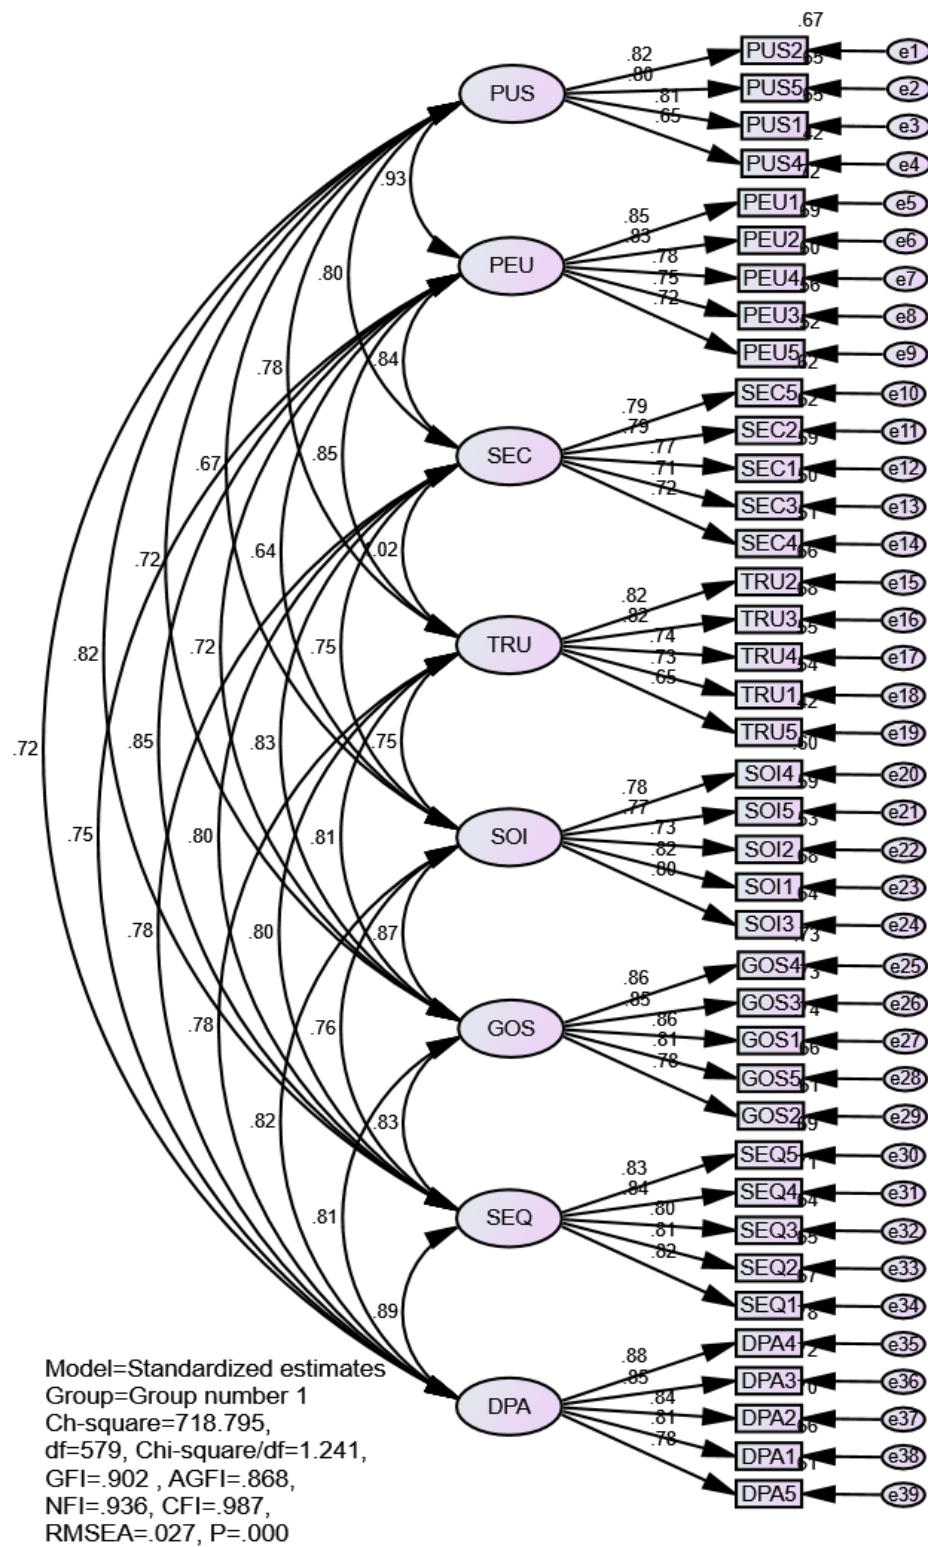 .67
.82
PUS2
e1
.80
PUS5
e2
.81
PUS1
e3
.65
PUS4
e4
PUS
.93
.85
PEU1
e5
.83
PEU2
e6
.78
PEU4
e7
.75
PEU3
e8
.72
PEU5
e9
PEU
.80
.84
.78
.79
SEC5
e10
.79
SEC2
e11
.77
SEC1
e12
.71
SEC3
e13
.72
SEC4
e14
SEC
.85
.67
.64
.72
.82
TRU2
e15
.82
TRU3
e16
.74
TRU4
e17
.73
TRU1
e18
.65
TRU5
e19
TRU
.72
.75
.82
.72
.85
.83
.75
.78
SOI4
e20
.77
SOI5
e21
.73
SOI2
e22
.82
SOI1
e23
.80
SOI3
e24
SOI
.75
.80
.81
.78
.80
.87
.73
.86
GOS4
e25
.85
GOS3
e26
.86
GOS1
e27
.81
GOS5
e28
.78
GOS2
e29
GOS
.78
.76
.82
.83
.83
SEQ5
e30
.84
SEQ4
e31
.80
SEQ3
e32
.81
SEQ2
e33
.82
SEQ1
e34
SEQ
.81
.89
.88
DPA4
e35
.85
DPA3
e36
.84
DPA2
e37
.81
DPA1
e38
.78
DPA5
e39
DPA
Model=Standardized estimates
Group=Group number 1
Ch-square=718.795,
df=579, Chi-square/df=1.241,
GFI=.902 , AGFI=.868,
NFI=.936, CFI=.987,
RMSEA=.027, P=.000